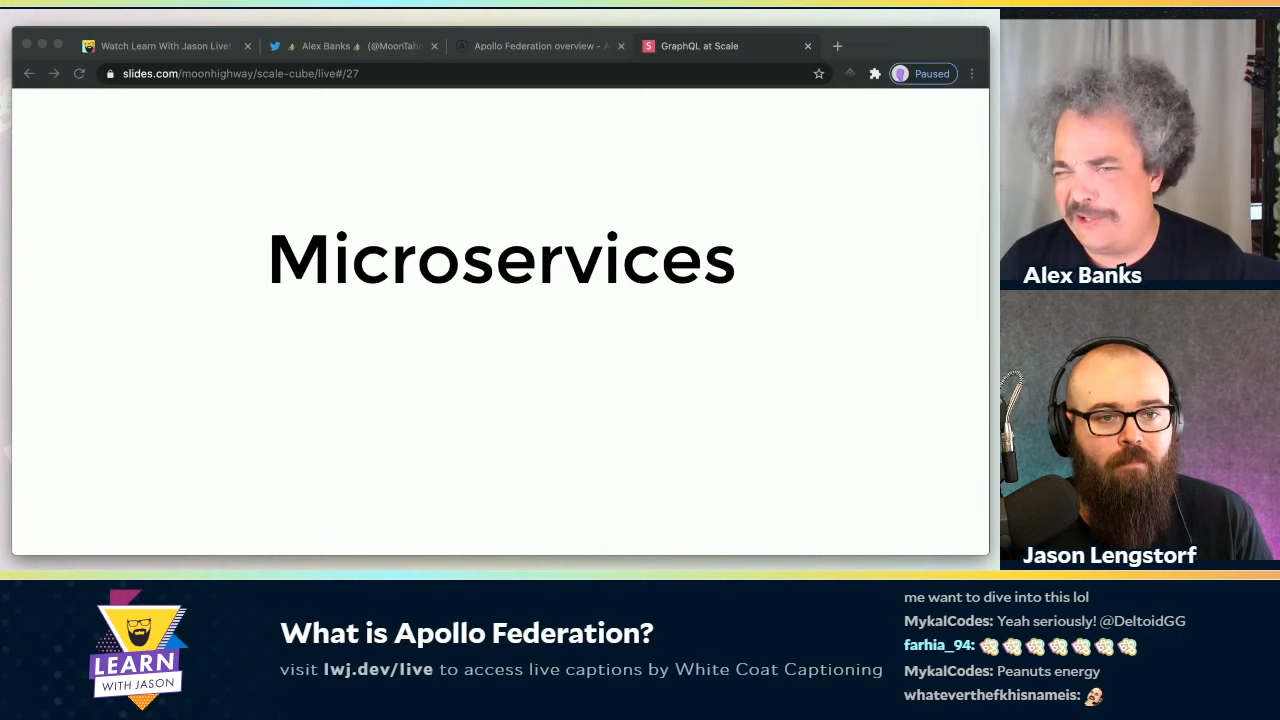 Watch Learn With Jason Live!
Alex Banks (@MoonTaho
Apollo Federation overview - A
GraphQL at Scale
slides.com/moonhighway/scale-cube/live#/27
Paused
Microservices
Alex Banks
Jason Lengstorf
LEARN
WITH JASON
What is Apollo Federation?
visit lwj.dev/live to access live captions by White Coat Captioning
me want to dive into this lol
MykalCodes: Yeah seriously! @DeltoidGG
farhia_94:
MykalCodes: Peanuts energy
whateverthefkhisnameis: